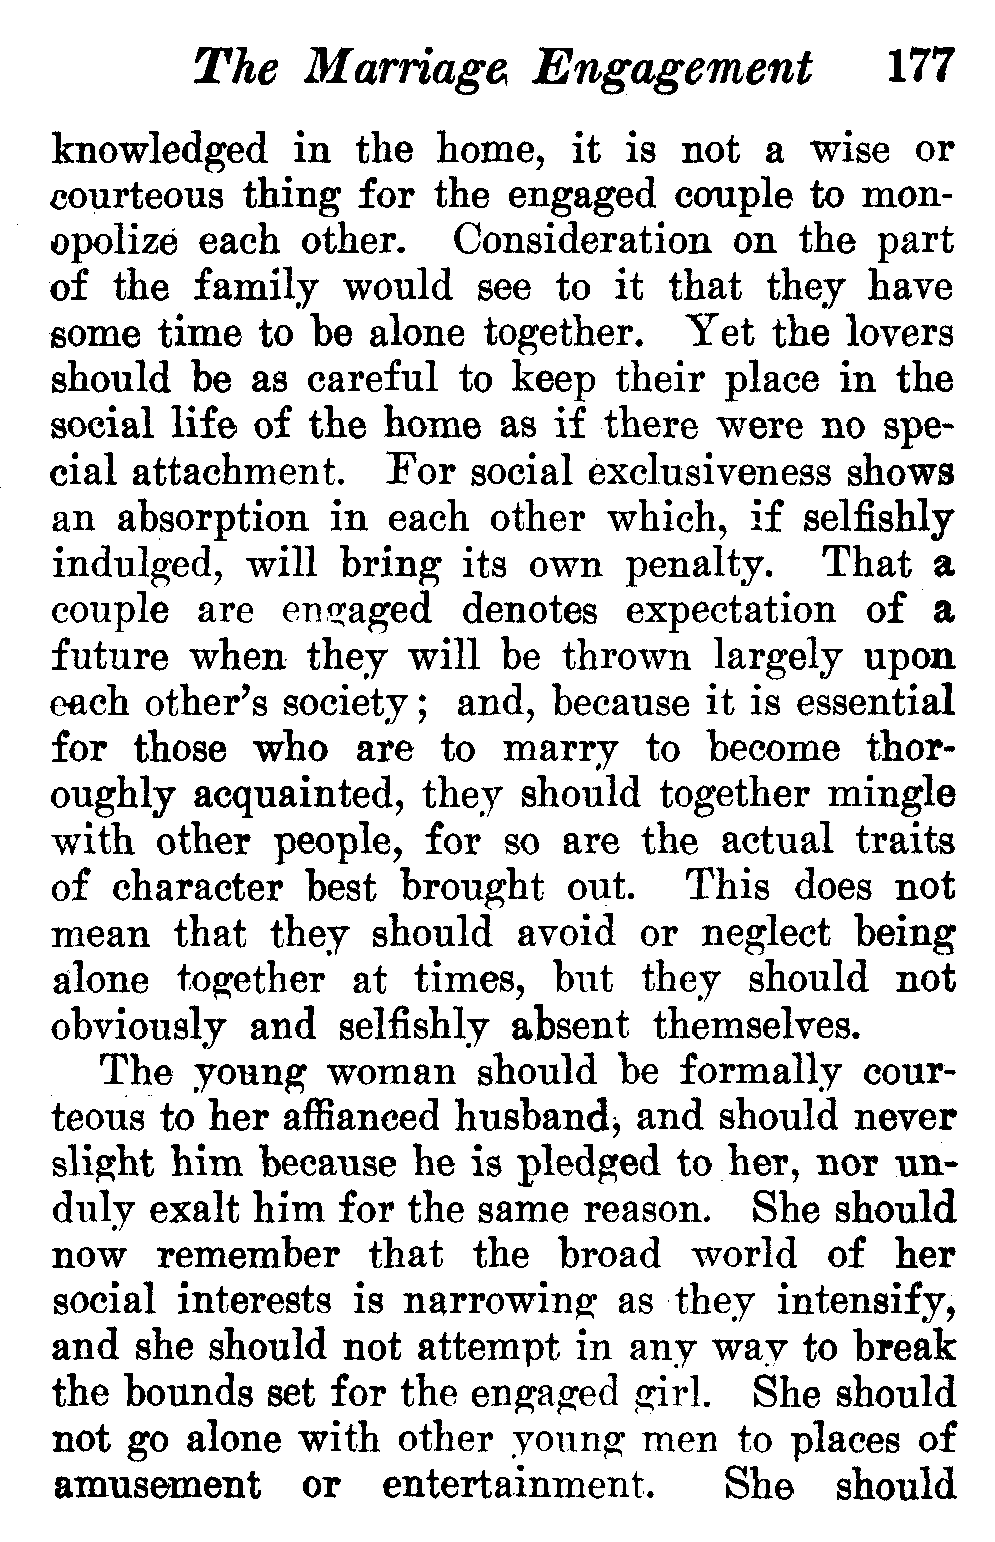 The Marriage Engagement 177
knowledged in the home, it is not a wise or
courteous thing for the engaged couple to mon-
opolize each other. Consideration on the part
of the family would see to it that they have
some time to be alone together. Yet the lovers
should be as careful to keep their place in the
social life of the home as if there were no spe-
cial attachment. For social exclusiveness shows
an absorption in each other which, if selfishly
indulged, will bring its own penalty. That a
couple are engaged denotes expectation of a
future when they will be thrown largely upon
each other's society; and, because it is essential
for those who are to marry to become thor-
oughly acquainted, they should together mingle
with other people, for so are the actual traits
of character best brought out. This does not
mean that they should avoid or neglect being
alone together at times, but they should not
obviously and selfishly absent themselves.
The young woman should be formally cour-
teous to her affianced husband, and should never
slight him because he is pledged to her, nor un-
duly exalt him for the same reason. She should
now remember that the broad world of her
social interests is narrowing as they intensify,
and she should not attempt in any way to break
the bounds set for the engaged girl. She should
not go alone with other young men to places of
amusement or entertainment. She should